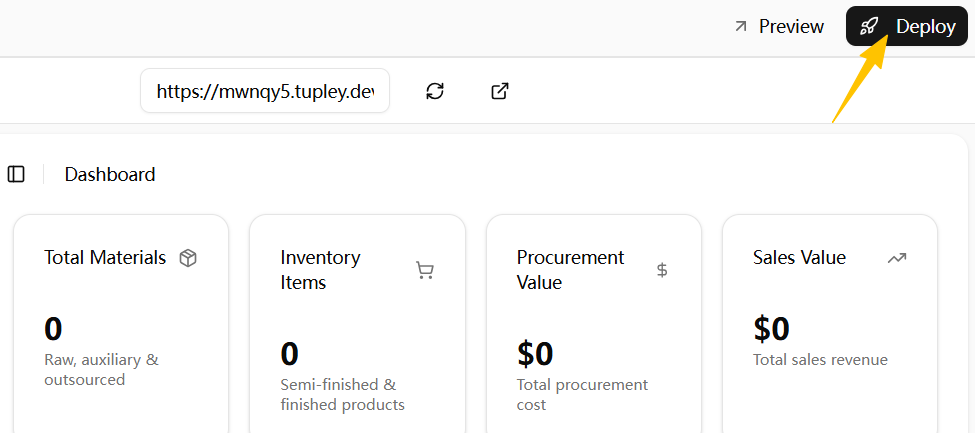 Preview
Deploy
https://mwnqy5.tupley.dev
Dashboard
Total Materials
0
Raw, auxiliary &
outsourced
Inventory
Items
0
Semi-finished &
finished products
Procurement
Value
$0
Total procurement
cost
Sales Value
$0
Total sales revenue